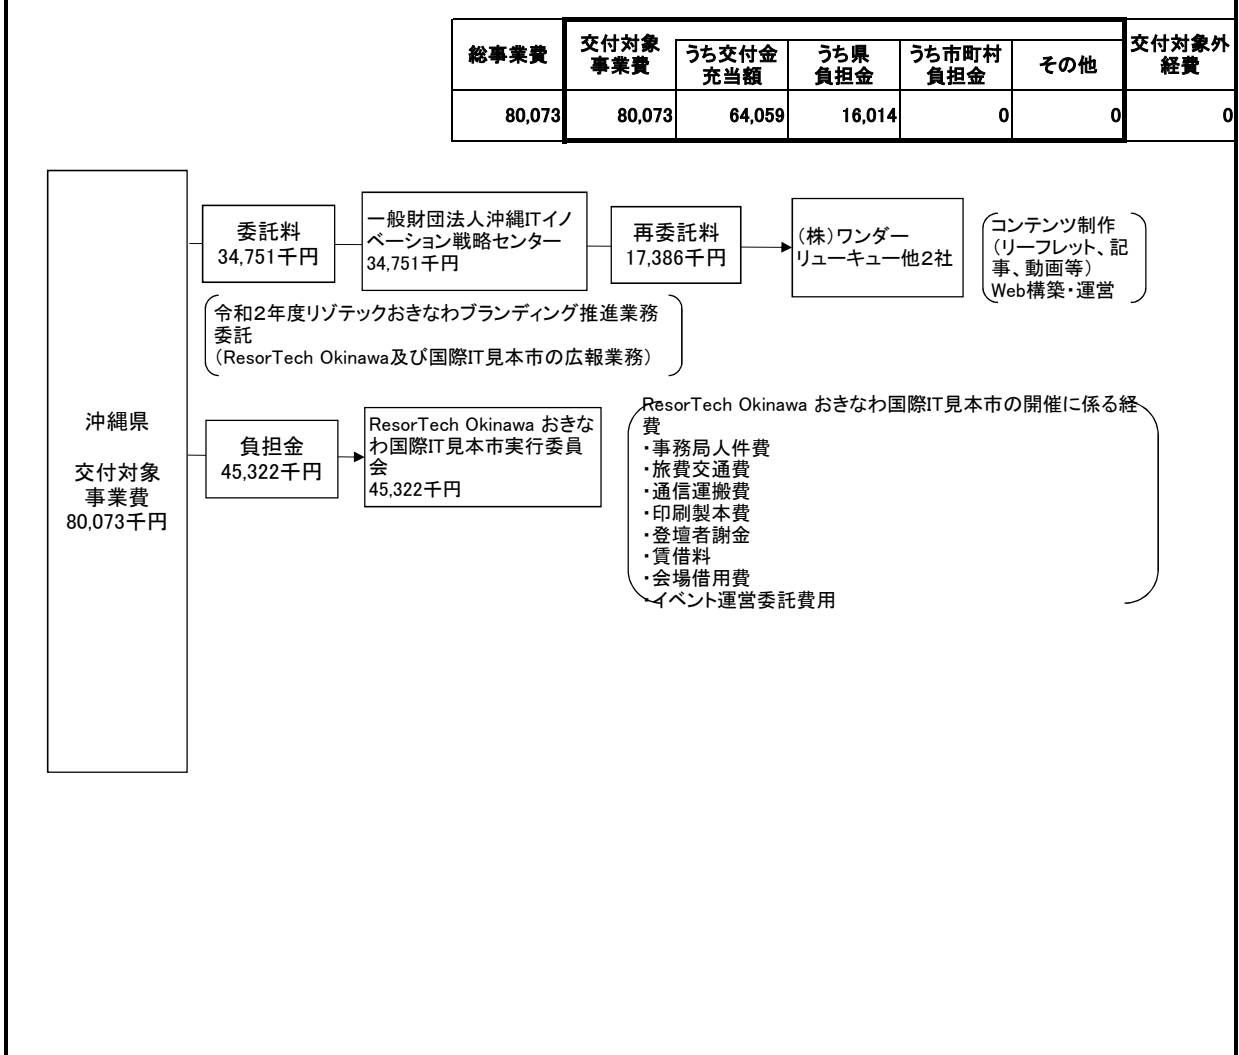 総事業費
交付対象
事業費
うち交付金
充当額
うち県
負担金
うち市町村
負担金
その他
交付対象外
経費
80,073
80,073
64,059
16,014
0
0
0
沖縄県
交付対象
事業費
80,073千円
委託料
34,751千円
一般財団法人沖縄ITイノ
ベーション戦略センター
34,751千円
再委託料
17,386千円
(株)ワンダー
リューキュー他2社
コンテンツ制作
(リーフレット、記
事、動画等)
Web構築・運営
令和2年度リゾテックおきなわブランディング推進業務
委託
(ResorTech Okinawa及び国際IT見本市の広報業務)
負担金
45,322千円
ResorTech Okinawa おきな
わ国際IT見本市実行委員
会
45,322千円
ResorTech Okinawa おきなわ国際IT見本市の開催に係る経
費
・事務局人件費
・旅費交通費
・通信運搬費
・印刷製本費
・登壇者謝金
・賃借料
・会場借用費
・イベント運営委託費用